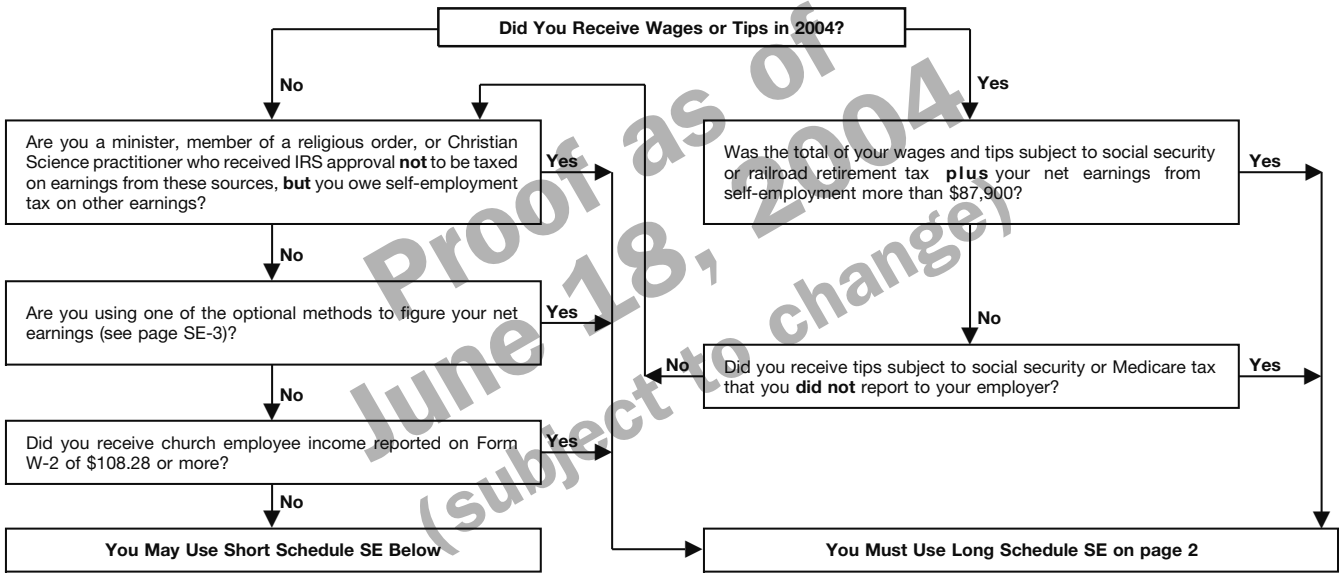 Did You Receive Wages or Tips in 2004?
No
Yes
Are you a minister, member of a religious order, or Christian
Science practitioner who received IRS approval not to be taxed
on earnings from these sources, but you owe self-employment
tax on other earnings?
Yes
Was the total of your wages and tips subject to social security
or railroad retirement tax plus your net earnings from
self-employment more than $87,900?
Yes
No
Are you using one of the optional methods to figure your net
earnings (see page SE-3)?
Yes
No
No
Did you receive tips subject to social security or Medicare tax
that you did not report to your employer?
Yes
No
Did you receive church employee income reported on Form
W-2 of $108.28 or more?
Yes
No
You May Use Short Schedule SE Below
You Must Use Long Schedule SE on page 2
Proof as of
June 18, 2004
(subject to change)